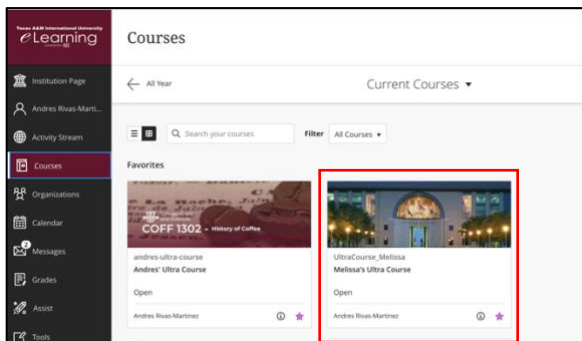 Texas A&M International University
eLearning
Institution Page
Andres Rivas-Marti...
Activity Stream
Courses
Organizations
Calendar
2
Messages
Grades
Assist
Tools
Courses
All Year
Current Courses
Search your courses
Filter
All Courses
Favorites
COFF 1302 - History of Coffee
andres-ultra-course
Andres' Ultra Course
Open
Andres Rivas-Martinez
UltraCourse_Melissa
Melissa's Ultra Course
Open
Andres Rivas-Martinez